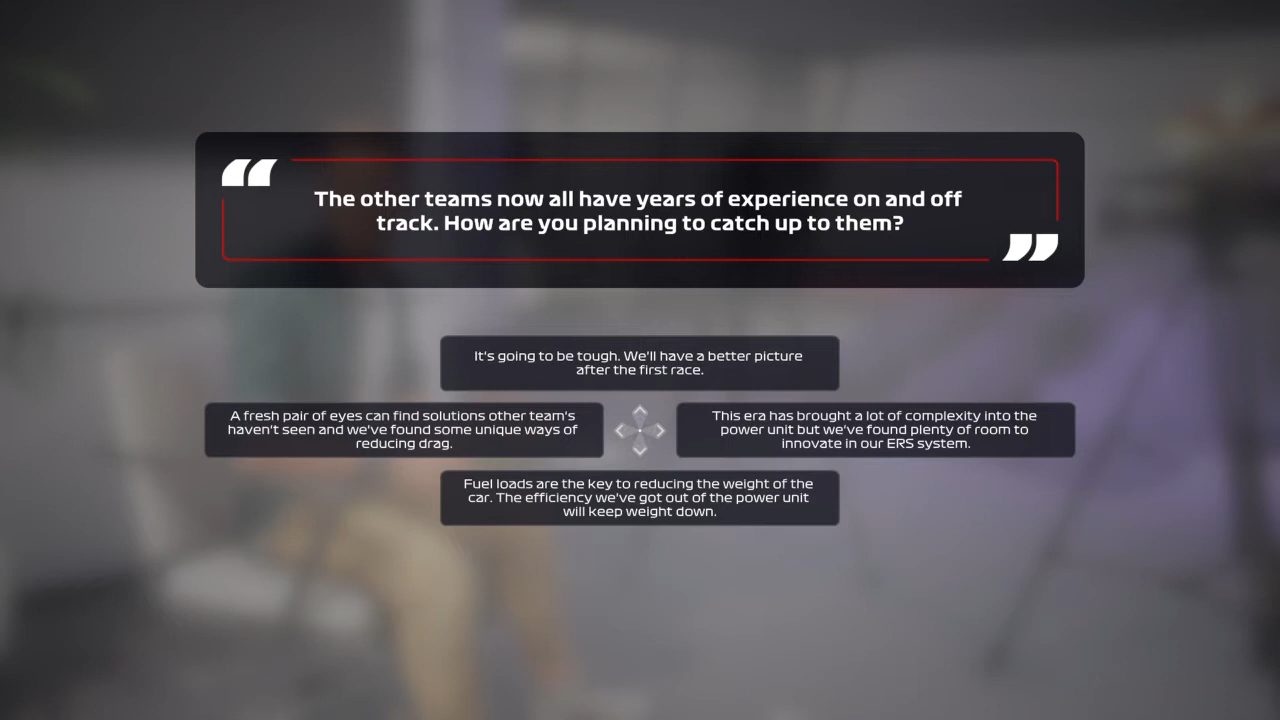 The other teams now all have years of experience on and off
track. How are you planning to catch up to them?
It's going to be tough. We'll have a better picture
after the first race.
A fresh pair of eyes can find solutions other team's
haven't seen and we've found some unique ways of
reducing drag.
This era has brought a lot of complexity into the
power unit but we've found plenty of room to
innovate in our ERS system.
Fuel loads are the key to reducing the weight of the
car. The efficiency we've got out of the power unit
will keep weight down.